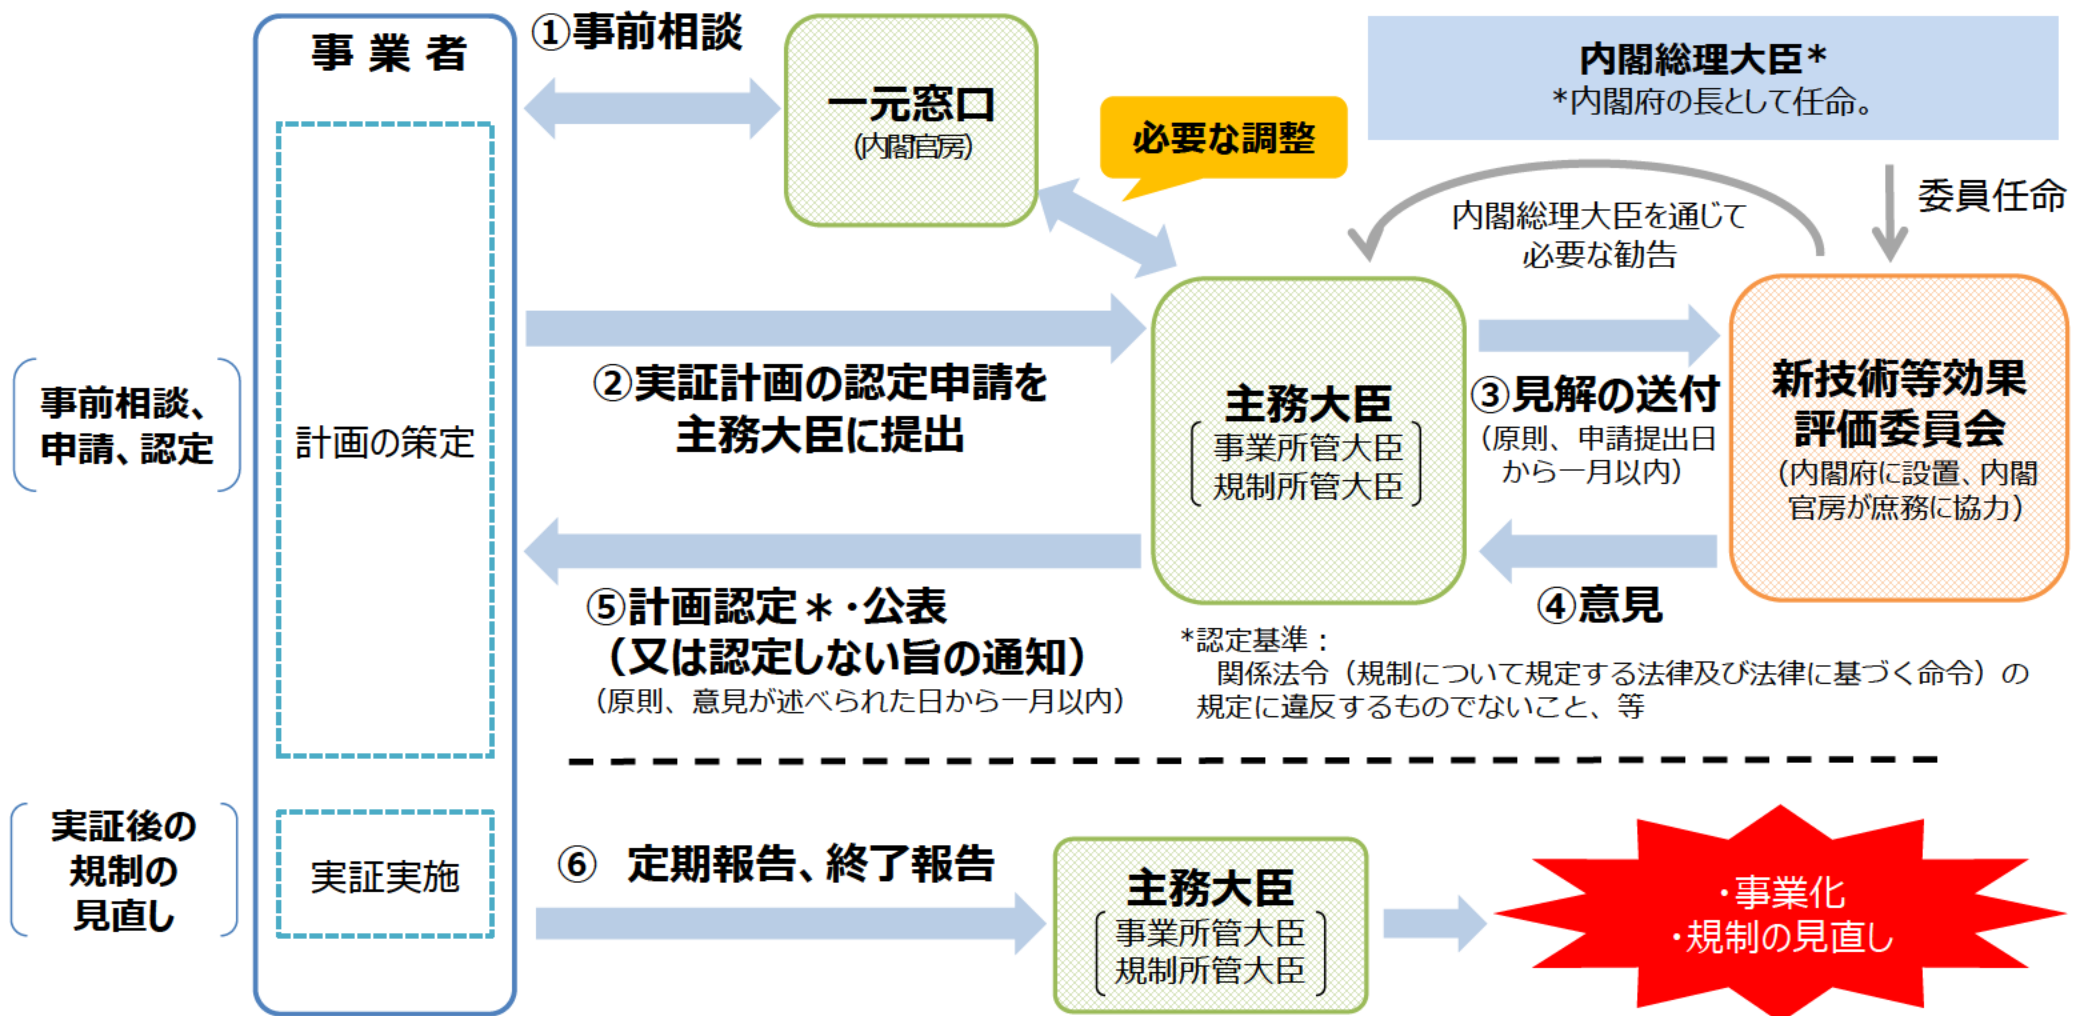 事業者
①事前相談
一元窓口
(内閣官房)
必要な調整
内閣総理大臣*
*内閣府の長として任命。
委員任命
内閣総理大臣を通じて
必要な勧告
事前相談、
申請、認定
計画の策定
②実証計画の認定申請を
主務大臣に提出
主務大臣
事業所管大臣
規制所管大臣
③見解の送付
(原則、申請提出日
から一月以内)
新技術等効果
評価委員会
(内閣府に設置、内閣
官房が庶務に協力)
④意見
⑤計画認定*・公表
(又は認定しない旨の通知)
(原則、意見が述べられた日から一月以内)
*認定基準:
関係法令(規制について規定する法律及び法律に基づく命令)の
規定に違反するものでないこと、等
実証後の
規制の
見直し
実証実施
⑥ 定期報告、終了報告
主務大臣
事業所管大臣
規制所管大臣
・事業化
・規制の見直し